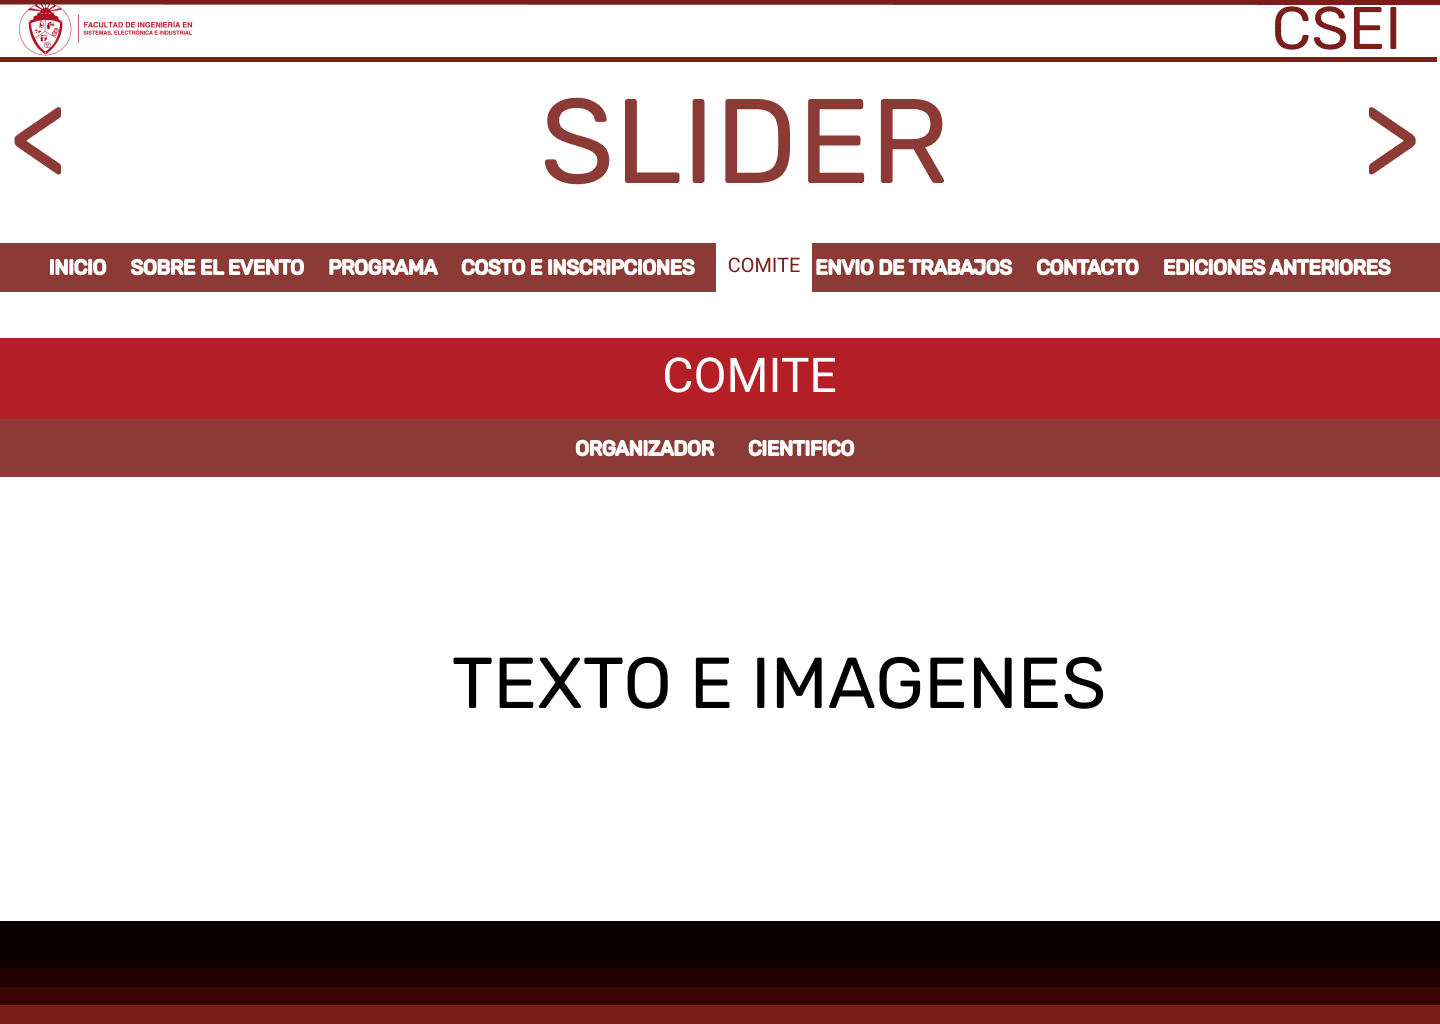 FACULTAD DE INGENIERÍA EN
SISTEMAS, ELECTRÓNICA E INDUSTRIAL
CSEI
< SLIDER >
INICIO SOBRE EL EVENTO PROGRAMA COSTO E INSCRIPCIONES COMITE ENVIO DE TRABAJOS CONTACTO EDICIONES ANTERIORES
COMITE
ORGANIZADOR CIENTIFICO
TEXTO E IMAGENES